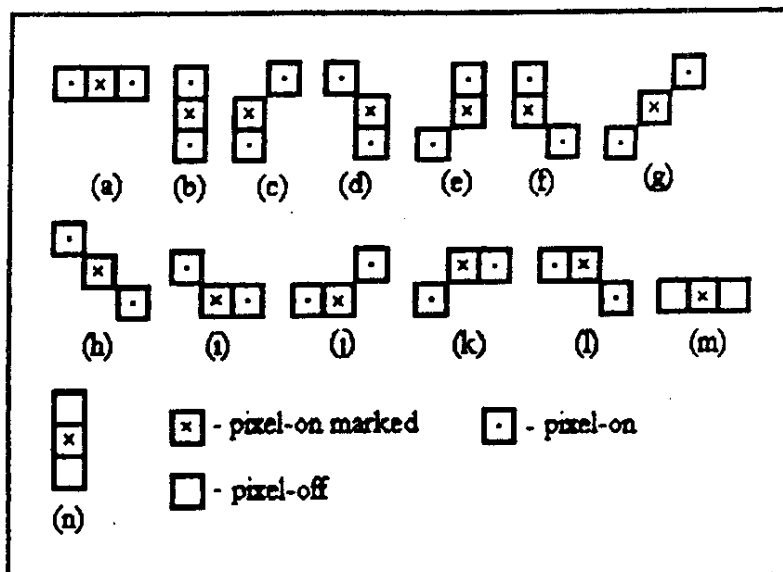 (a) (b) (c) (d) (e) (f) (g)
(h) (i) (j) (k) (l) (m)
- pixel-on marked - pixel-on
- pixel-off
(n)